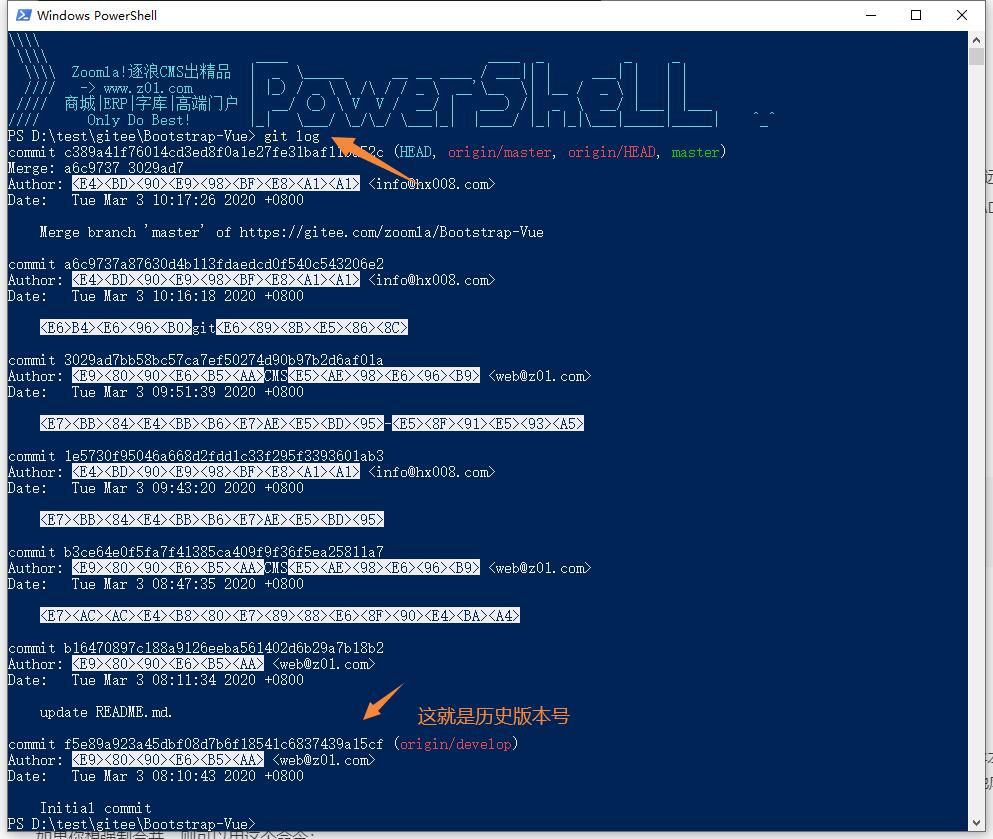 Windows PowerShell
Zoomla!逐浪CMS出精品
-> www.z01.com
商城|ERP|字库|高端门户
Only Do Best!
PowerShell
^_^
PS D:\test\gitee\Bootstrap-Vue> git log
commit (HEAD, origin/master, origin/HEAD, master)
Merge: a6c9737 3029ad7
Author: <E4><BD><90><E9><98><BF><E8><A1><A1> <info@hx008.com>
Date:   Tue Mar 3 10:17:26 2020 +0800
Merge branch 'master' of https://gitee.com/zoomla/Bootstrap-Vue
commit a6c9737a87630d4b113fdaedcd0f540c543206e2
Author: <E4><BD><90><E9><98><BF><E8><A1><A1> <info@hx008.com>
Date:   Tue Mar 3 10:16:18 2020 +0800
<E6>B4><E6><96><B0>git<E6><89><8B><E5><86><8C>
commit 3029ad7bb58bc57ca7ef50274d90b97b2d6af01a
Author: <E9><80><90><E6><B5><AA>CMS<E5><AE><98><E6><96><B9> <web@z01.com>
Date:   Tue Mar 3 09:51:39 2020 +0800
<E7><BB><84><E4><BB><B6><E7>AE><E5><BD><95>-<E5><8F><91><E5><93><A5>
commit 1e5730f95046a668d2fdd1c33f295f3393601ab3
Author: <E4><BD><90><E9><98><BF><E8><A1><A1> <info@hx008.com>
Date:   Tue Mar 3 09:43:20 2020 +0800
<E7><BB><84><E4><BB><B6><E7>AE><E5><BD><95>
commit b3ce64e0f5fa7f41385ca409f9f36f5ea25811a7
Author: <E9><80><90><E6><B5><AA>CMS<E5><AE><98><E6><96><B9> <web@z01.com>
Date:   Tue Mar 3 08:47:35 2020 +0800
<E7><AC><AC><E4><B8><80><E7><89><88><E6><8F><90><E4><BA><A4>
commit b16470897c188a9126eeba561402d6b29a7b18b2
Author: <E9><80><90><E6><B5><AA> <web@z01.com>
Date:   Tue Mar 3 08:11:34 2020 +0800
update README.md.
这就是历史版本号
commit f5e89a923a45dbf08d7b6f18541c6837439a15cf (origin/develop)
Author: <E9><80><90><E6><B5><AA> <web@z01.com>
Date:   Tue Mar 3 08:10:43 2020 +0800
Initial commit
PS D:\test\gitee\Bootstrap-Vue>